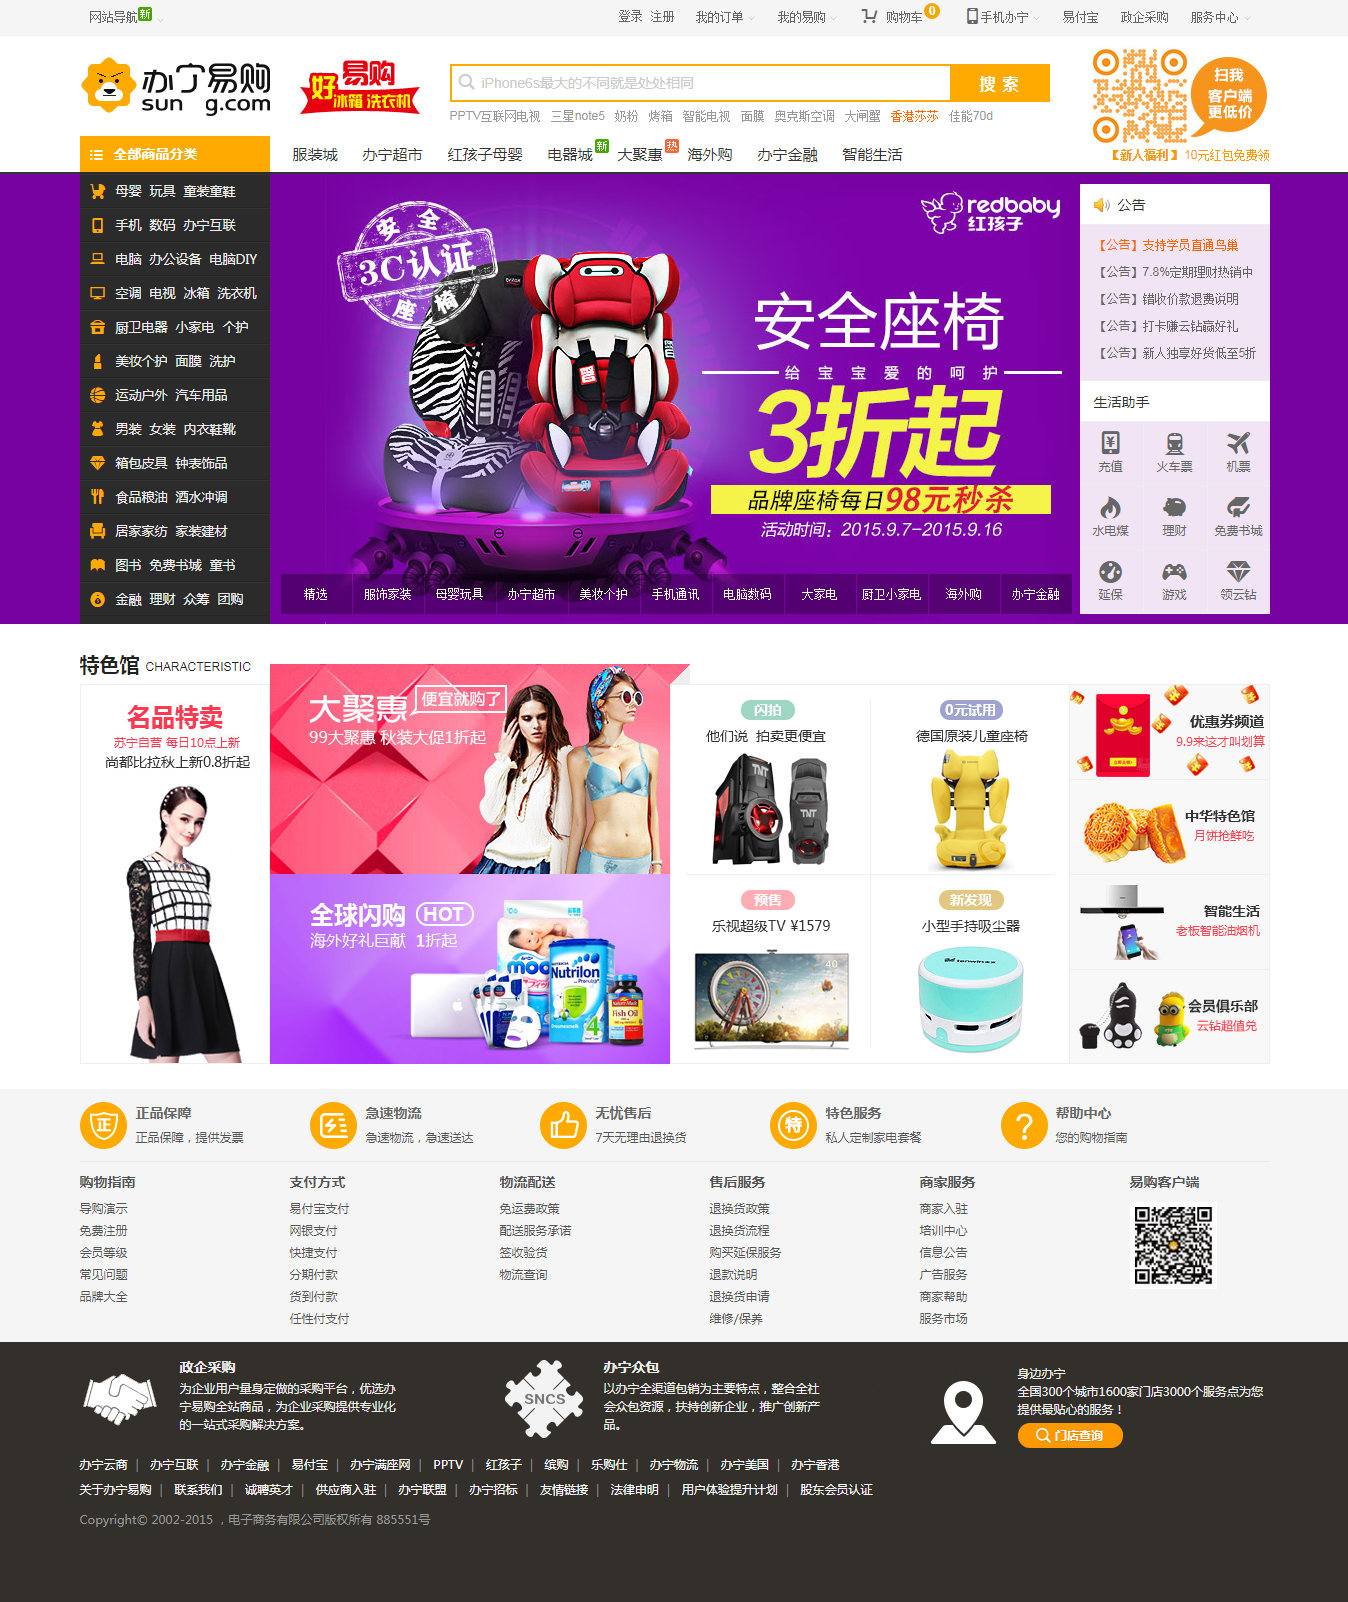 网站导航 新
登录 注册 我的订单 我的易购 购物车 0 手机办宁 易付宝 政企采购 服务中心
办宁易购
sun g.com
好易购
冰箱 洗衣机
iPhone6s最大的不同就是处处相同
搜 索
PPTV互联网电视 三星note5 奶粉 烤箱 智能电视 面膜 奥克斯空调 大闸蟹 香港莎莎 佳能70d
扫我
客户端
更低价
【新人福利】10元红包免费领
全部商品分类
服装城 办宁超市 红孩子母婴 电器城 新 大聚惠 热 海外购 办宁金融 智能生活
母婴 玩具 童装童鞋
手机 数码 办宁互联
电脑 办公设备 电脑DIY
空调 电视 冰箱 洗衣机
厨卫电器 小家电 个护
美妆个护 面膜 洗护
运动户外 汽车用品
男装 女装 内衣鞋靴
箱包皮具 钟表饰品
食品粮油 酒水冲调
居家家纺 家装建材
图书 免费书城 童书
金融 理财 众筹 团购
安全
3C认证
座椅
redbaby
红孩子
安全座椅
给宝宝爱的呵护
3折起
品牌座椅每日98元秒杀
活动时间：2015.9.7-2015.9.16
精选 服饰家装 母婴玩具 办宁超市 美妆个护 手机通讯 电脑数码 大家电 厨卫小家电 海外购 办宁金融
公告
【公告】支持学员直通鸟巢
【公告】7.8%定期理财热销中
【公告】错收价款退费说明
【公告】打卡赚云钻赢好礼
【公告】新人独享好货低至5折
生活助手
充值 火车票 机票
水电煤 理财 免费书城
延保 游戏 领云钻
特色馆 CHARACTERISTIC
名品特卖
苏宁自营 每日10点上新
尚都比拉秋上新0.8折起
大聚惠 便宜就购了
99大聚惠 秋装大促1折起
全球闪购 HOT
海外好礼巨献 1折起
Nutrilon
4
Fish Oil
闪拍
他们说 拍卖更便宜
TNT
TNT
0元试用
德国原装儿童座椅
预售
乐视超级TV ¥1579
40
新发现
小型手持吸尘器
优惠券频道
9.9来这才叫划算
中华特色馆
月饼抢鲜吃
智能生活
老板智能油烟机
会员俱乐部
云钻超值兑
正
正品保障
正品保障，提供发票
急速物流
急速物流，急速送达
无忧售后
7天无理由退换货
特
特色服务
私人定制家电套餐
?
帮助中心
您的购物指南
购物指南
导购演示
免费注册
会员等级
常见问题
品牌大全
支付方式
易付宝支付
网银支付
快捷支付
分期付款
货到付款
任性付支付
物流配送
免运费政策
配送服务承诺
签收验货
物流查询
售后服务
退换货政策
退换货流程
购买延保服务
退款说明
退换货申请
维修/保养
商家服务
商家入驻
培训中心
信息公告
广告服务
商家帮助
服务市场
易购客户端
政企采购
为企业用户量身定做的采购平台，优选办
宁易购全站商品，为企业采购提供专业化
的一站式采购解决方案。
SNCS
办宁众包
以办宁全渠道包销为主要特点，整合全社
会众包资源，扶持创新企业，推广创新产
品。
身边办宁
全国300个城市1600家门店3000个服务点为您
提供最贴心的服务！
门店查询
办宁云商 | 办宁互联 | 办宁金融 | 易付宝 | 办宁满座网 | PPTV | 红孩子 | 缤购 | 乐购仕 | 办宁物流 | 办宁美国 | 办宁香港
关于办宁易购 | 联系我们 | 诚聘英才 | 供应商入驻 | 办宁联盟 | 办宁招标 | 友情链接 | 法律申明 | 用户体验提升计划 | 股东会员认证
Copyright© 2002-2015 ，电子商务有限公司版权所有 885551号